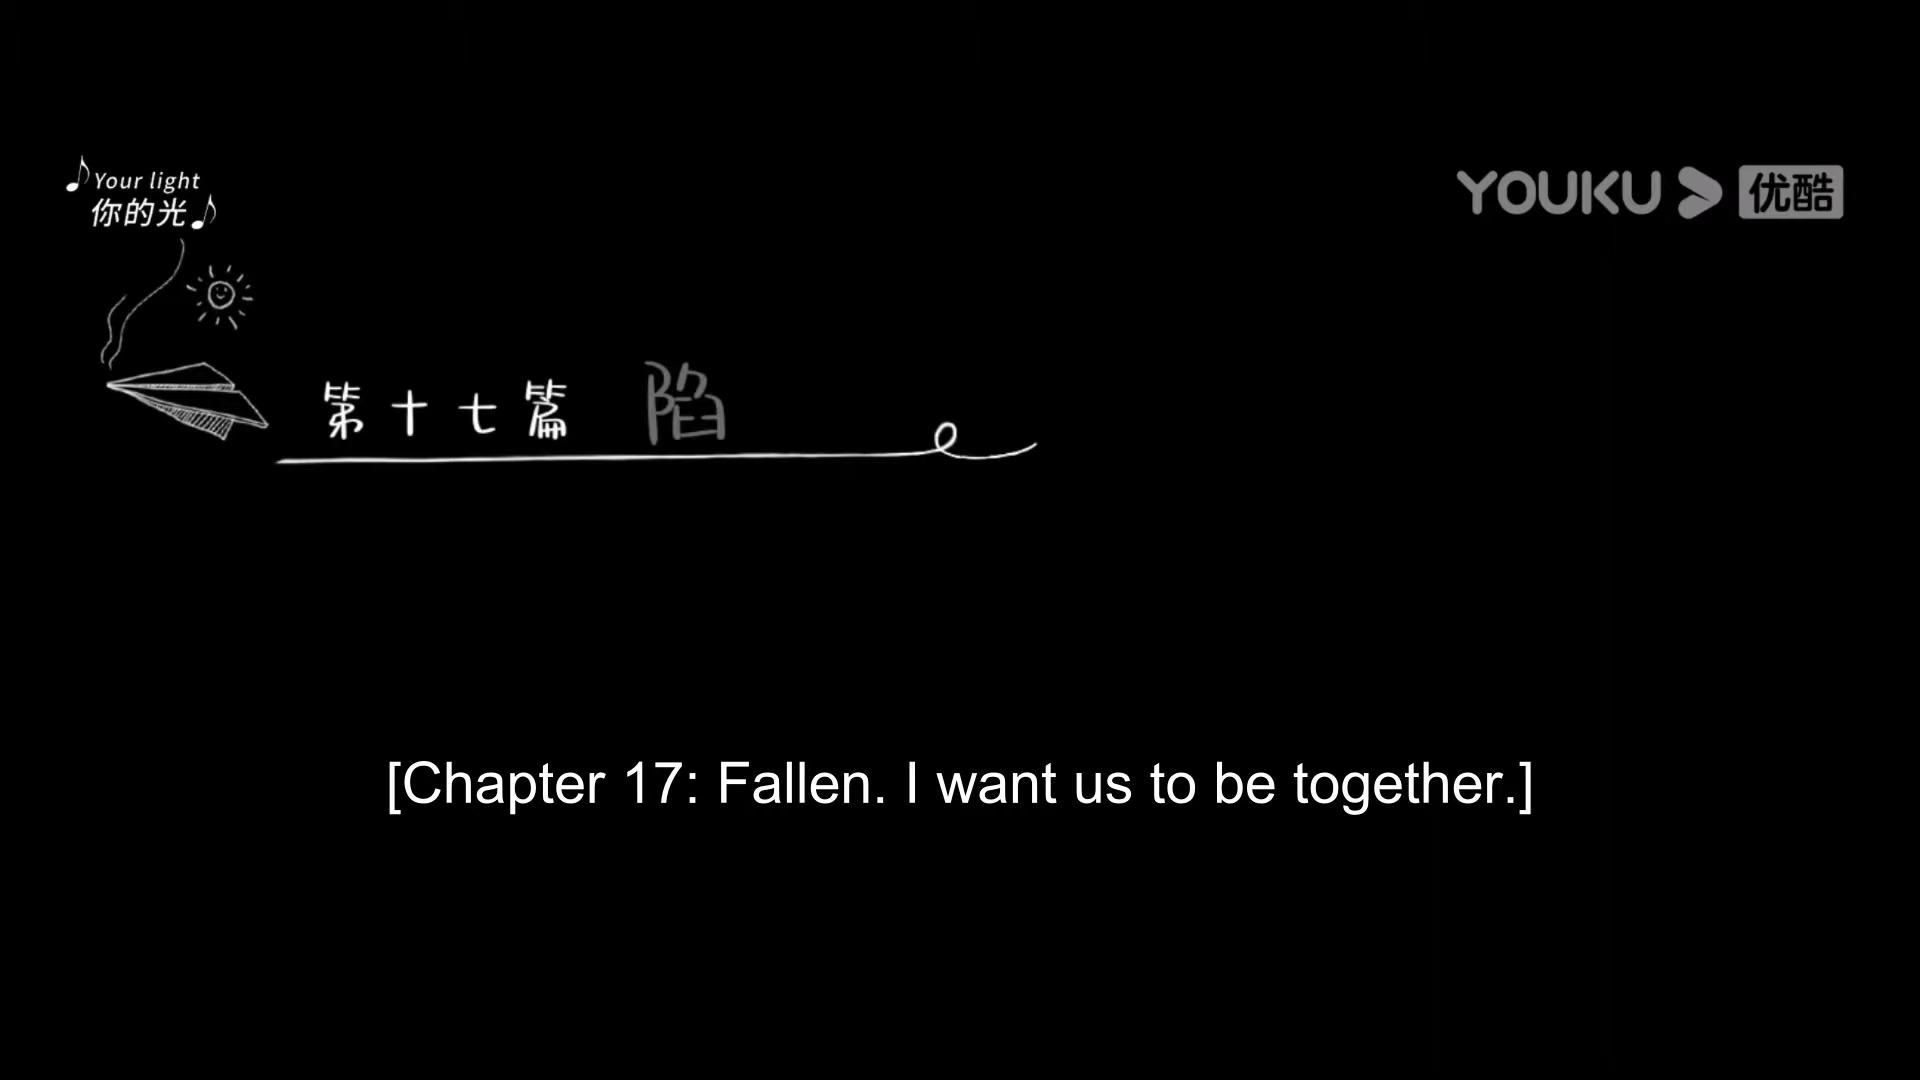 Your light
你的光
YOUKU 优酷
第十七篇 陷
[Chapter 17: Fallen. I want us to be together.]